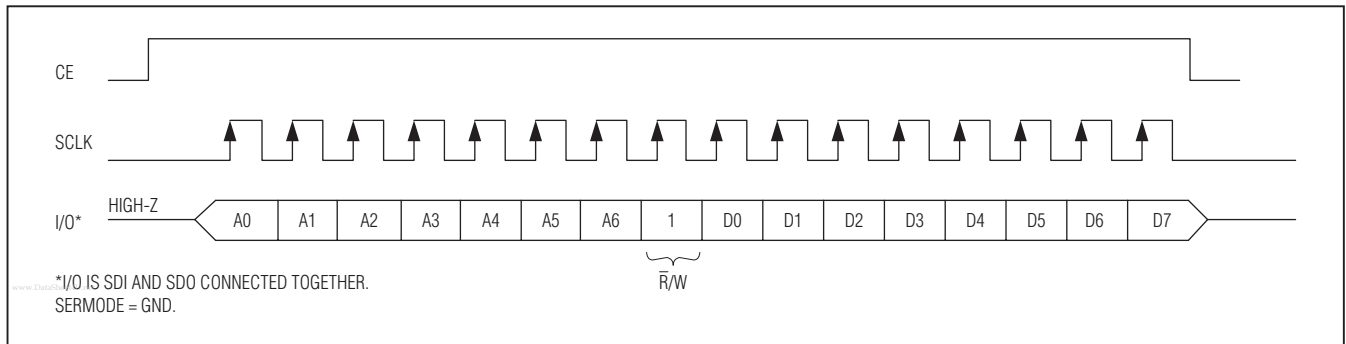 CE
SCLK
I/O*
HIGH-Z
A0 A1 A2 A3 A4 A5 A6 1 D0 D1 D2 D3 D4 D5 D6 D7
R̅/W
*I/O IS SDI AND SDO CONNECTED TOGETHER.
SERMODE = GND.